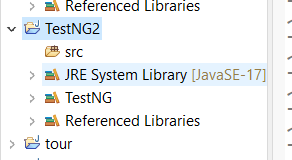 Referenced Libraries
TestNG2
src
JRE System Library [JavaSE-17]
TestNG
Referenced Libraries
tour